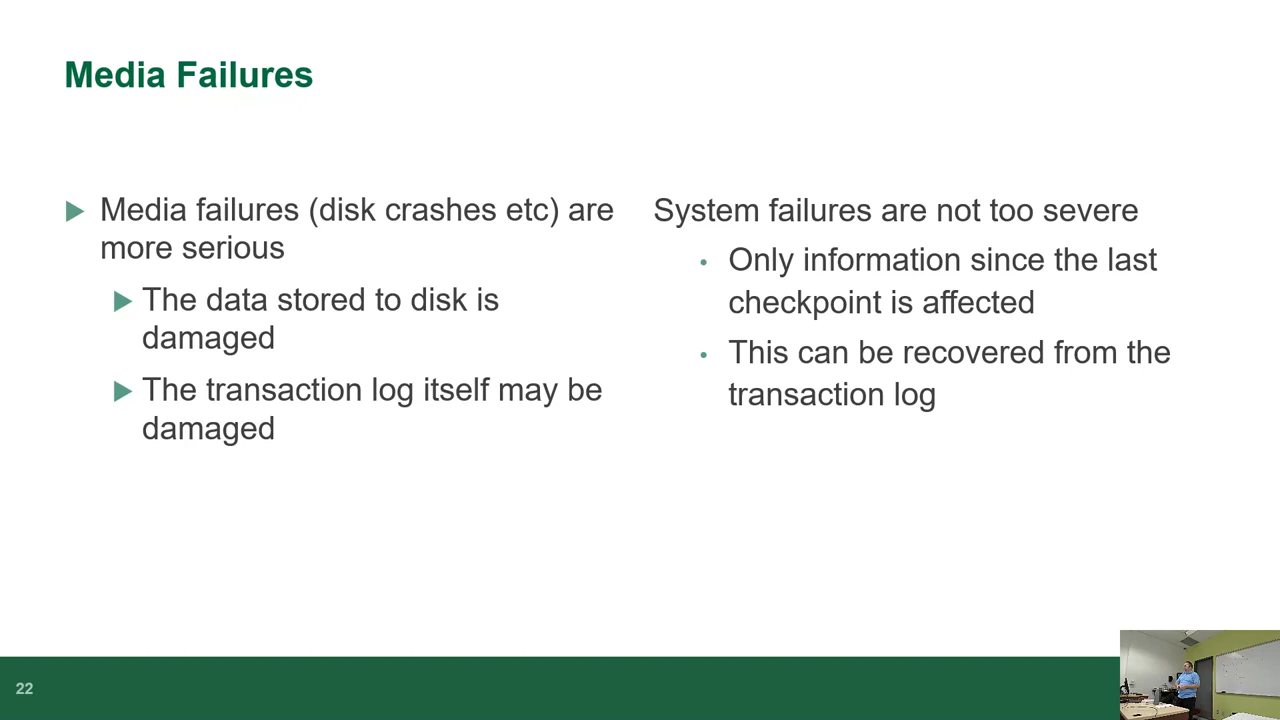 Media Failures
Media failures (disk crashes etc) are
more serious
The data stored to disk is
damaged
The transaction log itself may be
damaged
System failures are not too severe
Only information since the last
checkpoint is affected
This can be recovered from the
transaction log
22